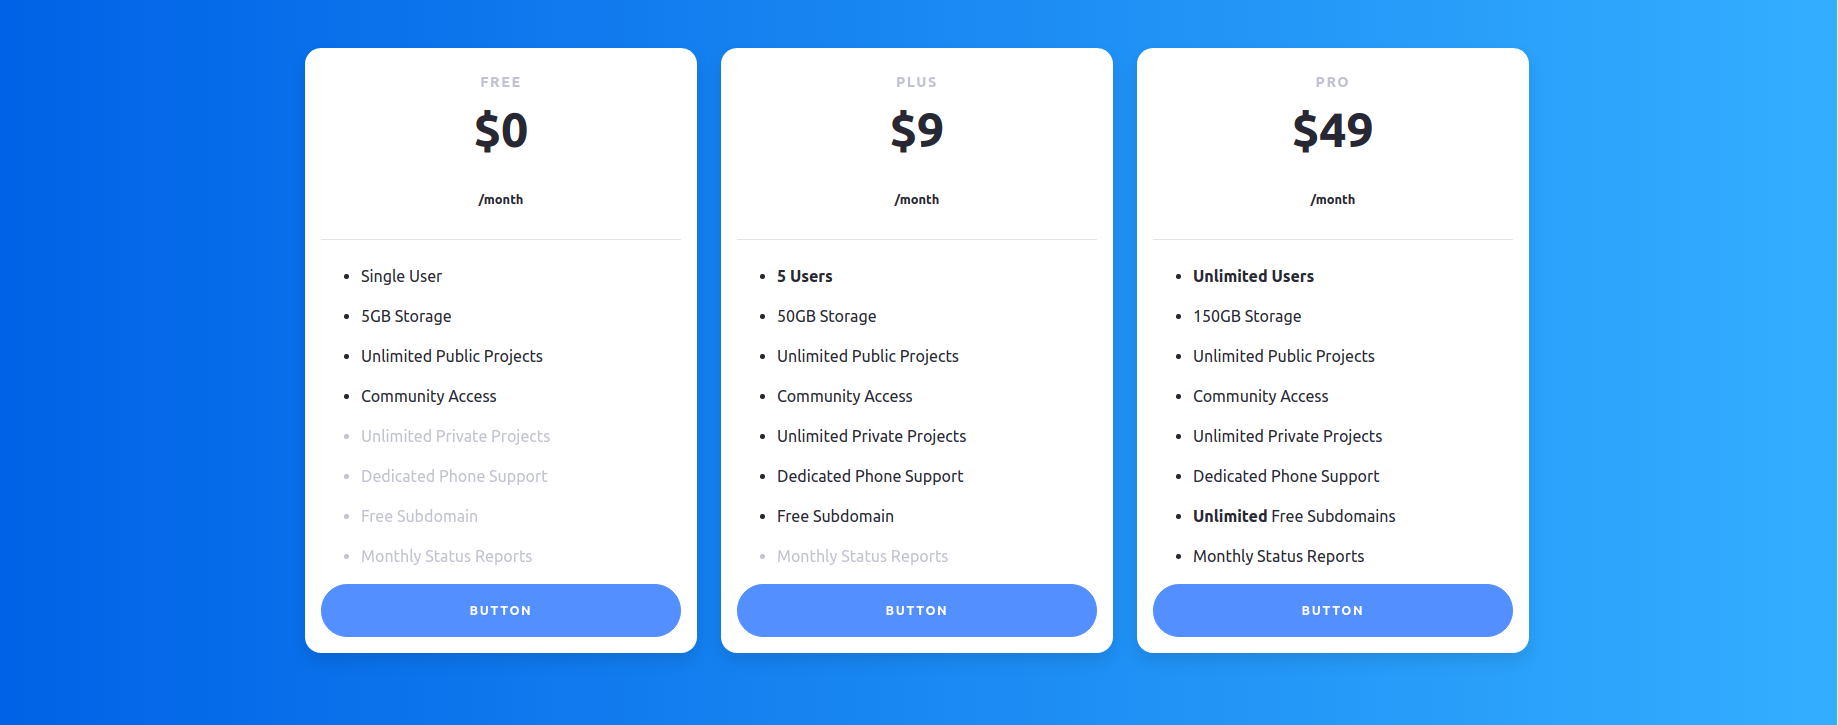 FREE
$0
/month
Single User
5GB Storage
Unlimited Public Projects
Community Access
Unlimited Private Projects
Dedicated Phone Support
Free Subdomain
Monthly Status Reports
BUTTON
PLUS
$9
/month
5 Users
50GB Storage
Unlimited Public Projects
Community Access
Unlimited Private Projects
Dedicated Phone Support
Free Subdomain
Monthly Status Reports
BUTTON
PRO
$49
/month
Unlimited Users
150GB Storage
Unlimited Public Projects
Community Access
Unlimited Private Projects
Dedicated Phone Support
Unlimited Free Subdomains
Monthly Status Reports
BUTTON